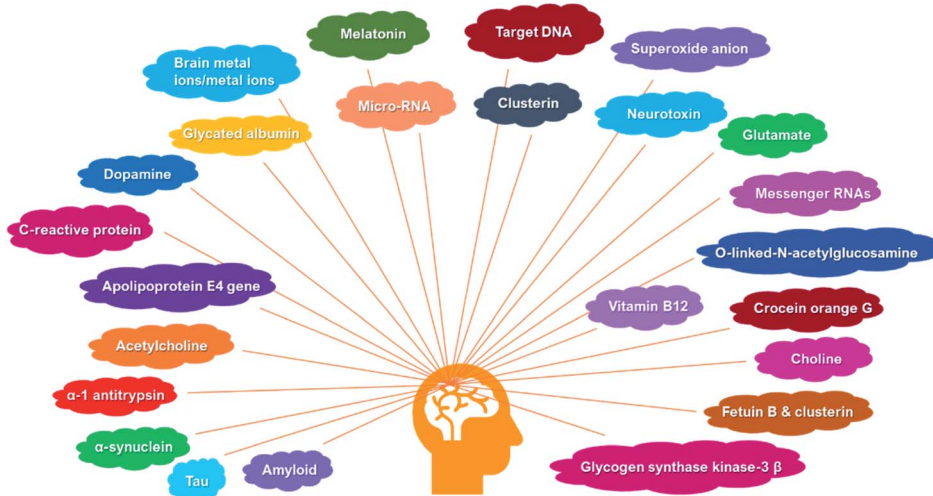 Melatonin
Target DNA
Superoxide anion
Brain metal
ions/metal ions
Micro-RNA
Clusterin
Neurotoxin
Glycated albumin
Glutamate
Dopamine
Messenger RNAs
C-reactive protein
O-linked-N-acetylglucosamine
Apolipoprotein E4 gene
Vitamin B12
Crocein orange G
Acetylcholine
Choline
α-1 antitrypsin
Fetuin B & clusterin
α-synuclein
Amyloid
Glycogen synthase kinase-3 β
Tau